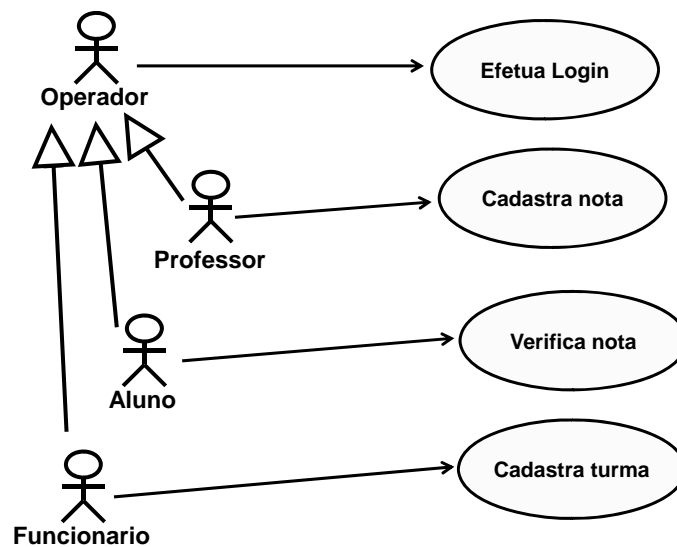 Efetua Login
Operador
Cadastra nota
Professor
Verifica nota
Aluno
Cadastra turma
Funcionario